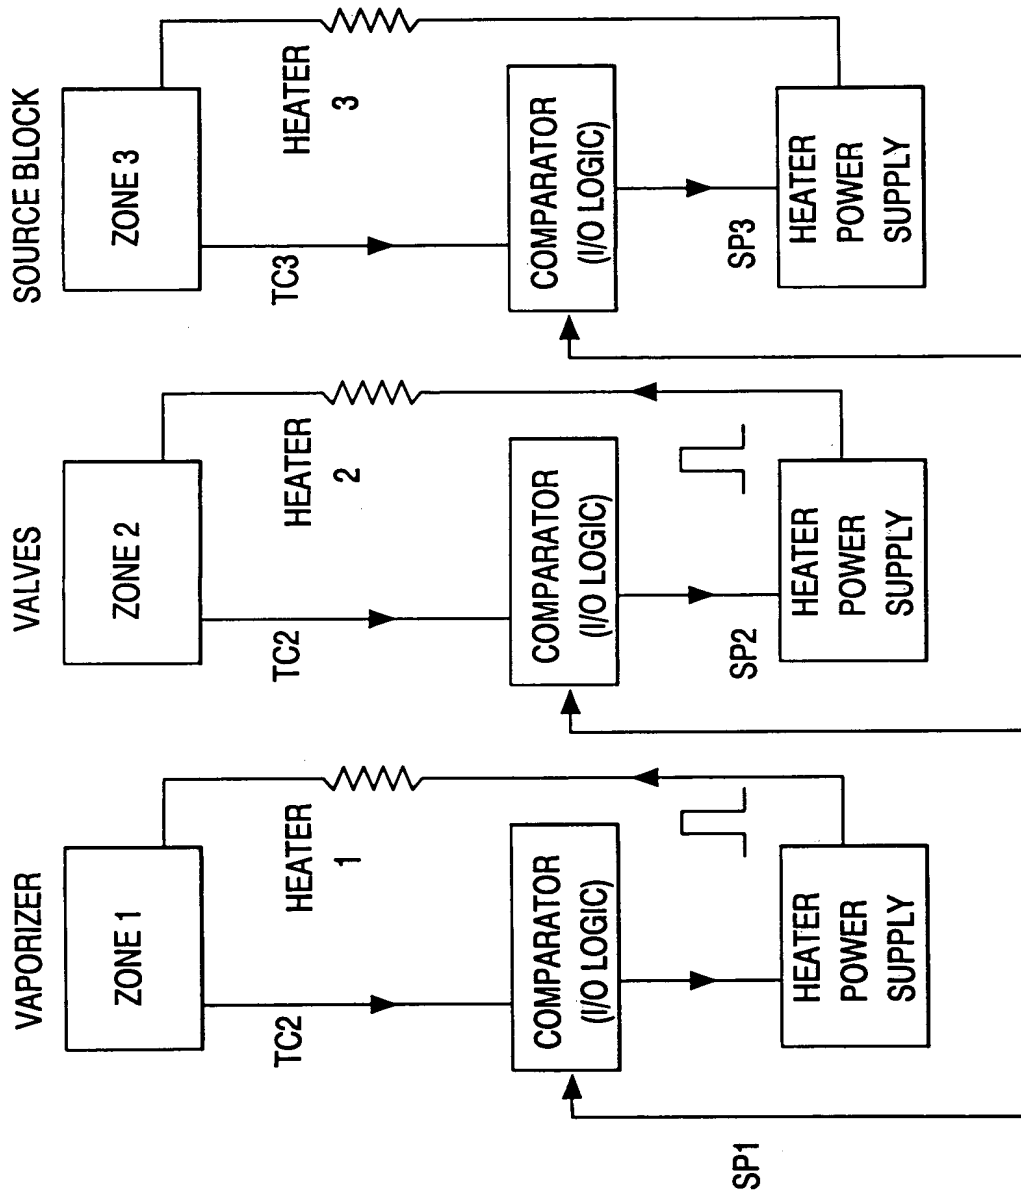 VAPORIZER
ZONE 1
TC2
HEATER
1
COMPARATOR
(I/O LOGIC)
SP1
HEATER
POWER
SUPPLY
VALVES
ZONE 2
TC2
HEATER
2
COMPARATOR
(I/O LOGIC)
SP2
HEATER
POWER
SUPPLY
SOURCE BLOCK
ZONE 3
TC3
HEATER
3
COMPARATOR
(I/O LOGIC)
SP3
HEATER
POWER
SUPPLY